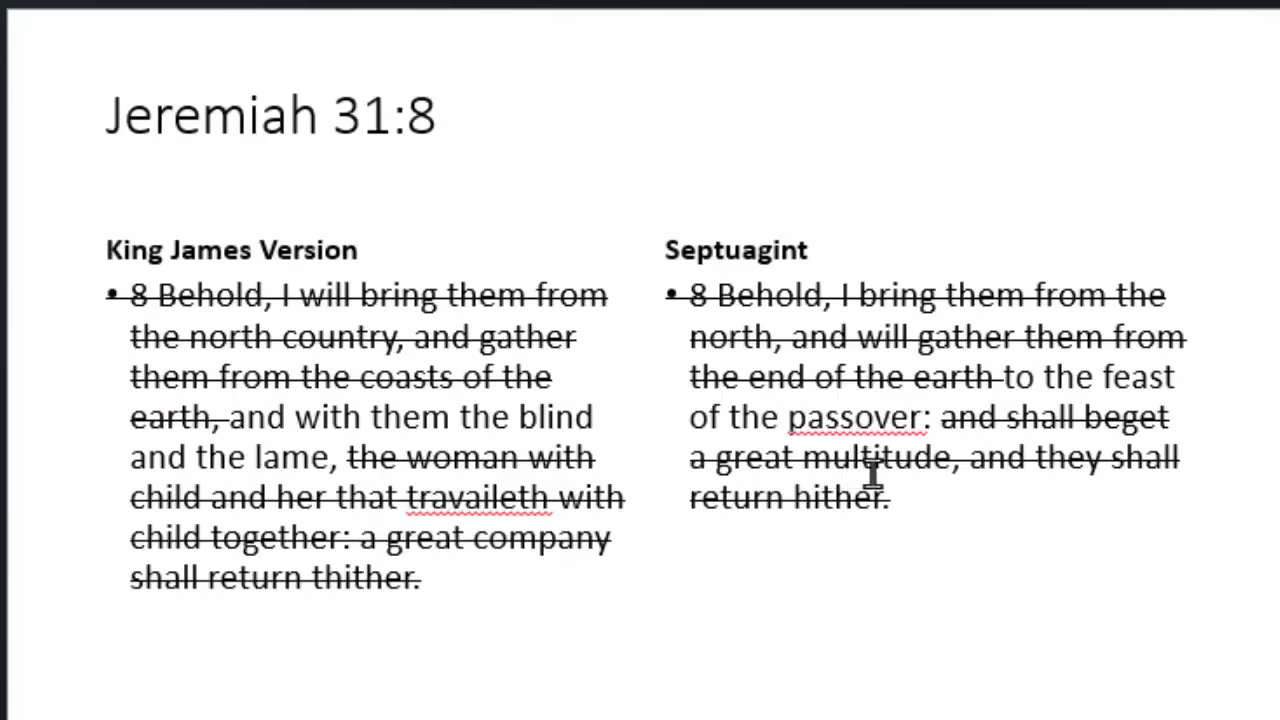 Jeremiah 31:8
King James Version
• 8 Behold, I will bring them from
the north country, and gather
them from the coasts of the
earth, and with them the blind
and the lame, the woman with
child and her that travaileth with
child together: a great company
shall return thither.
Septuagint
• 8 Behold, I bring them from the
north, and will gather them from
the end of the earth to the feast
of the passover: and shall beget
a great multitude, and they shall
return hither.